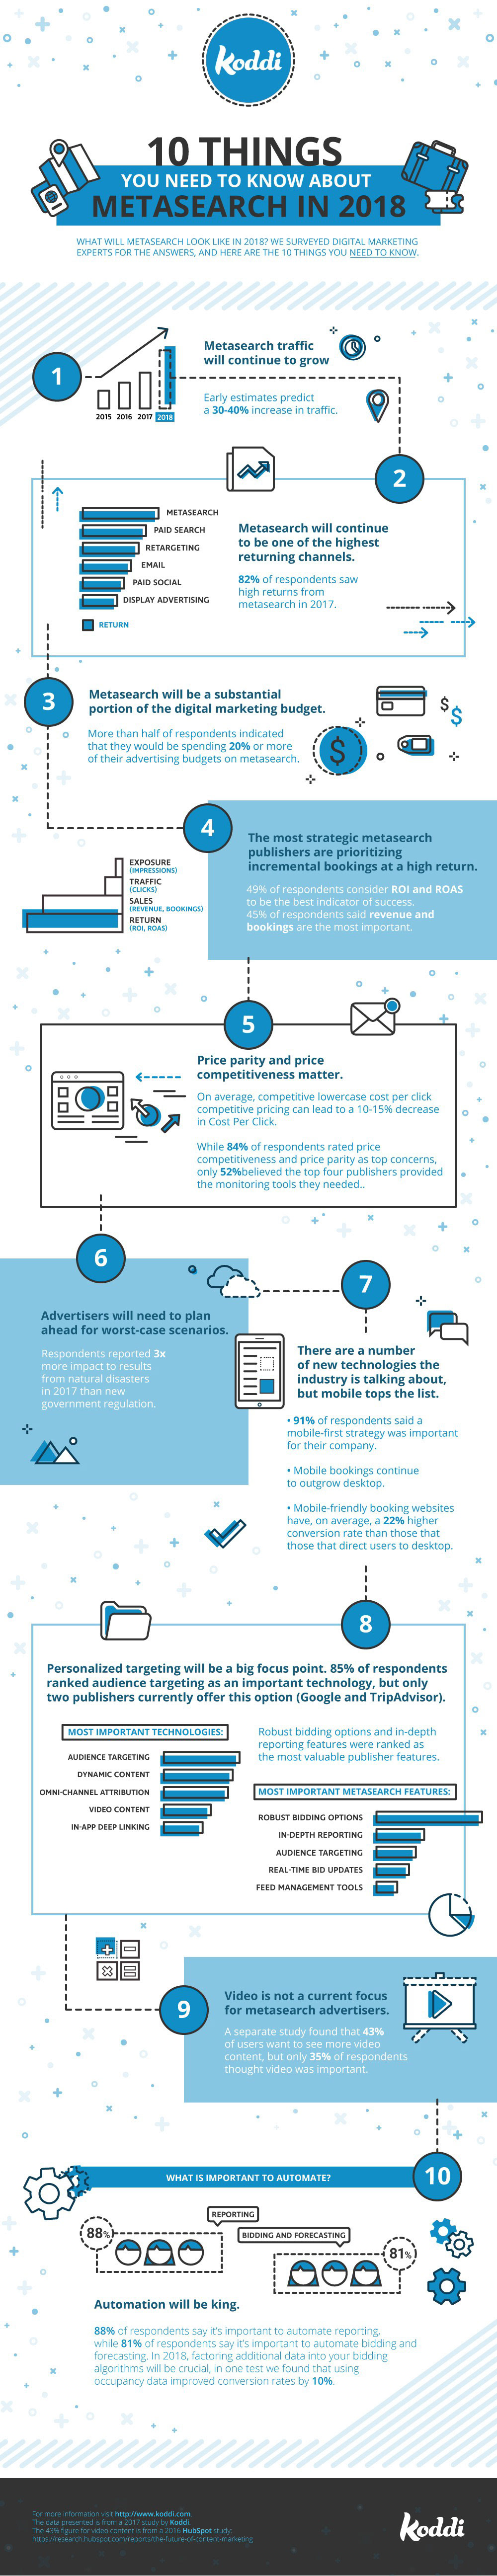 Koddi
10 THINGS
YOU NEED TO KNOW ABOUT
METASEARCH IN 2018
WHAT WILL METASEARCH LOOK LIKE IN 2018? WE SURVEYED DIGITAL MARKETING
EXPERTS FOR THE ANSWERS, AND HERE ARE THE 10 THINGS YOU NEED TO KNOW.
1
2015 2016 2017 2018
Metasearch traffic
will continue to grow
Early estimates predict
a 30-40% increase in traffic.
2
METASEARCH
PAID SEARCH
RETARGETING
EMAIL
PAID SOCIAL
DISPLAY ADVERTISING
RETURN
Metasearch will continue
to be one of the highest
returning channels.
82% of respondents saw
high returns from
metasearch in 2017.
3
Metasearch will be a substantial
portion of the digital marketing budget.
More than half of respondents indicated
that they would be spending 20% or more
of their advertising budgets on metasearch.
$
$
$
4
EXPOSURE
(IMPRESSIONS)
TRAFFIC
(CLICKS)
SALES
(REVENUE, BOOKINGS)
RETURN
(ROI, ROAS)
The most strategic metasearch
publishers are prioritizing
incremental bookings at a high return.
49% of respondents consider ROI and ROAS
to be the best indicator of success.
45% of respondents said revenue and
bookings are the most important.
5
Price parity and price
competitiveness matter.
On average, competitive lowercase cost per click
competitive pricing can lead to a 10-15% decrease
in Cost Per Click.
While 84% of respondents rated price
competitiveness and price parity as top concerns,
only 52%believed the top four publishers provided
the monitoring tools they needed..
6
Advertisers will need to plan
ahead for worst-case scenarios.
Respondents reported 3x
more impact to results
from natural disasters
in 2017 than new
government regulation.
7
There are a number
of new technologies the
industry is talking about,
but mobile tops the list.
• 91% of respondents said a
mobile-first strategy was important
for their company.
• Mobile bookings continue
to outgrow desktop.
• Mobile-friendly booking websites
have, on average, a 22% higher
conversion rate than those that
those that direct users to desktop.
8
Personalized targeting will be a big focus point. 85% of respondents
ranked audience targeting as an important technology, but only
two publishers currently offer this option (Google and TripAdvisor).
MOST IMPORTANT TECHNOLOGIES:
AUDIENCE TARGETING
DYNAMIC CONTENT
OMNI-CHANNEL ATTRIBUTION
VIDEO CONTENT
IN-APP DEEP LINKING
Robust bidding options and in-depth
reporting features were ranked as
the most valuable publisher features.
MOST IMPORTANT METASEARCH FEATURES:
ROBUST BIDDING OPTIONS
IN-DEPTH REPORTING
AUDIENCE TARGETING
REAL-TIME BID UPDATES
FEED MANAGEMENT TOOLS
9
Video is not a current focus
for metasearch advertisers.
A separate study found that 43%
of users want to see more video
content, but only 35% of respondents
thought video was important.
10
WHAT IS IMPORTANT TO AUTOMATE?
REPORTING
88%
BIDDING AND FORECASTING
81%
Automation will be king.
88% of respondents say it's important to automate reporting,
while 81% of respondents say it's important to automate bidding and
forecasting. In 2018, factoring additional data into your bidding
algorithms will be crucial, in one test we found that using
occupancy data improved conversion rates by 10%.
For more information visit http://www.koddi.com.
The data presented is from a 2017 study by Koddi.
The 43% figure for video content is from a 2016 HubSpot study:
https://research.hubspot.com/reports/the-future-of-content-marketing
Koddi